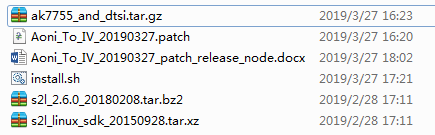 ak7755_and_dtsi.tar.gz 2019/3/27 16:23
Aoni_To_IV_20190327.patch 2019/3/27 16:20
Aoni_To_IV_20190327_patch_release_node.docx 2019/3/27 18:02
install.sh 2019/3/27 17:21
s2l_2.6.0_20180208.tar.bz2 2019/2/28 17:11
s2l_linux_sdk_20150928.tar.xz 2019/2/28 17:11